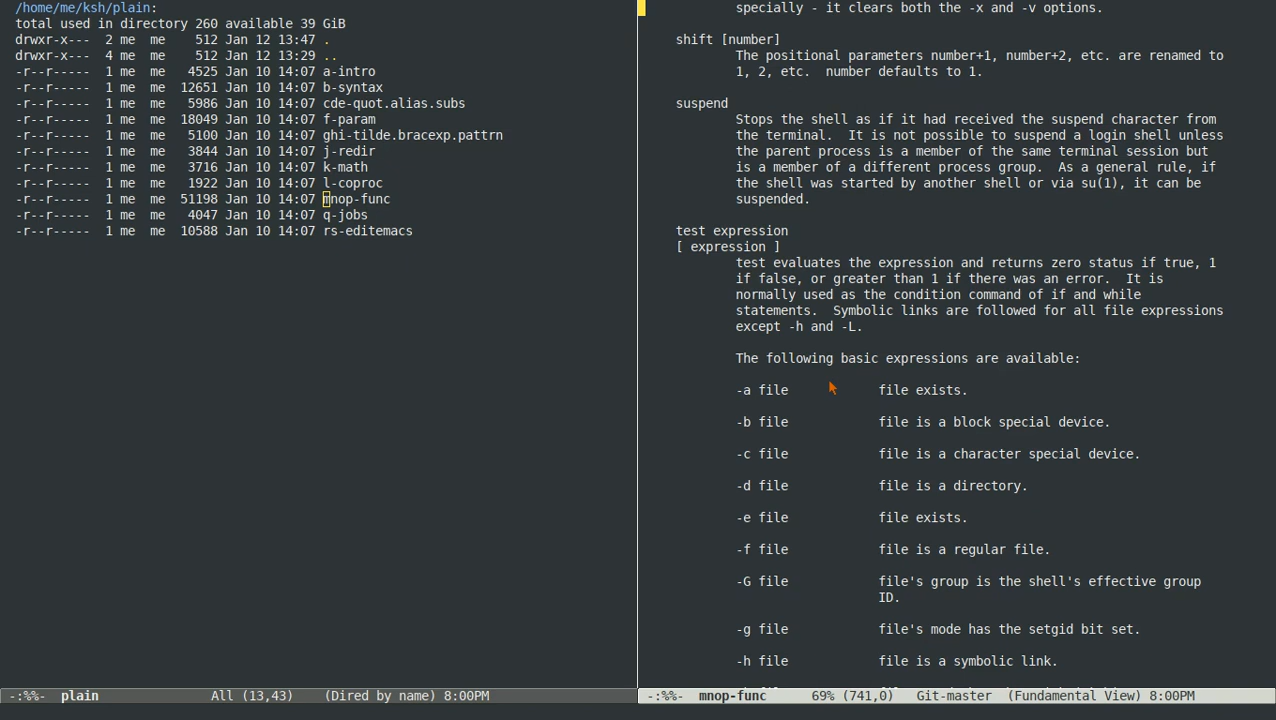 /home/me/ksh/plain:
total used in directory 260 available 39 GiB
drwxr-x---  2 me  me    512 Jan 12 13:47 .
drwxr-x---  4 me  me    512 Jan 12 13:29 ..
-r--r-----  1 me  me   4525 Jan 10 14:07 a-intro
-r--r-----  1 me  me  12651 Jan 10 14:07 b-syntax
-r--r-----  1 me  me   5986 Jan 10 14:07 cde-quot.alias.subs
-r--r-----  1 me  me  18049 Jan 10 14:07 f-param
-r--r-----  1 me  me   5100 Jan 10 14:07 ghi-tilde.bracexp.pattrn
-r--r-----  1 me  me   3844 Jan 10 14:07 j-redir
-r--r-----  1 me  me   3716 Jan 10 14:07 k-math
-r--r-----  1 me  me   1922 Jan 10 14:07 l-coproc
-r--r-----  1 me  me  51198 Jan 10 14:07 mnop-func
-r--r-----  1 me  me   4047 Jan 10 14:07 q-jobs
-r--r-----  1 me  me  10588 Jan 10 14:07 rs-editemacs
-:%%-  plain               All (13,43)    (Dired by name) 8:00PM
specially - it clears both the -x and -v options.
shift [number]
The positional parameters number+1, number+2, etc. are renamed to
1, 2, etc.  number defaults to 1.
suspend
Stops the shell as if it had received the suspend character from
the terminal.  It is not possible to suspend a login shell unless
the parent process is a member of the same terminal session but
is a member of a different process group.  As a general rule, if
the shell was started by another shell or via su(1), it can be
suspended.
test expression
[ expression ]
test evaluates the expression and returns zero status if true, 1
if false, or greater than 1 if there was an error.  It is
normally used as the condition command of if and while
statements.  Symbolic links are followed for all file expressions
except -h and -L.
The following basic expressions are available:
-a file            file exists.
-b file            file is a block special device.
-c file            file is a character special device.
-d file            file is a directory.
-e file            file exists.
-f file            file is a regular file.
-G file            file's group is the shell's effective group
ID.
-g file            file's mode has the setgid bit set.
-h file            file is a symbolic link.
-:%%-  mnop-func      69% (741,0)   Git-master  (Fundamental View) 8:00PM